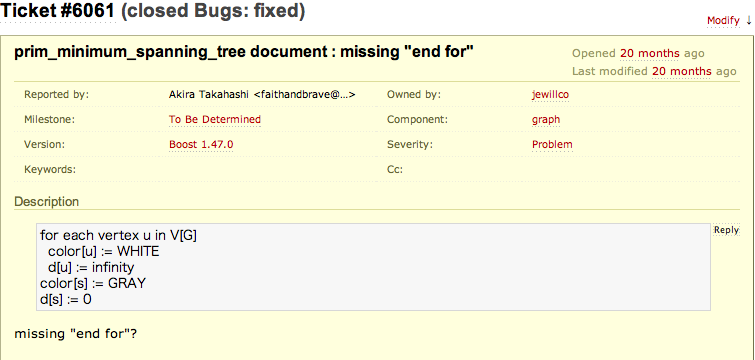 Ticket #6061 (closed Bugs: fixed)
Modify ↓
prim_minimum_spanning_tree document : missing "end for"
Opened 20 months ago
Last modified 20 months ago
Reported by: Akira Takahashi <faithandbrave@…> Owned by: jewillco
Milestone: To Be Determined Component: graph
Version: Boost 1.47.0 Severity: Problem
Keywords: Cc:
Description
Reply
for each vertex u in V[G]
  color[u] := WHITE
  d[u] := infinity
color[s] := GRAY
d[s] := 0
missing "end for"?